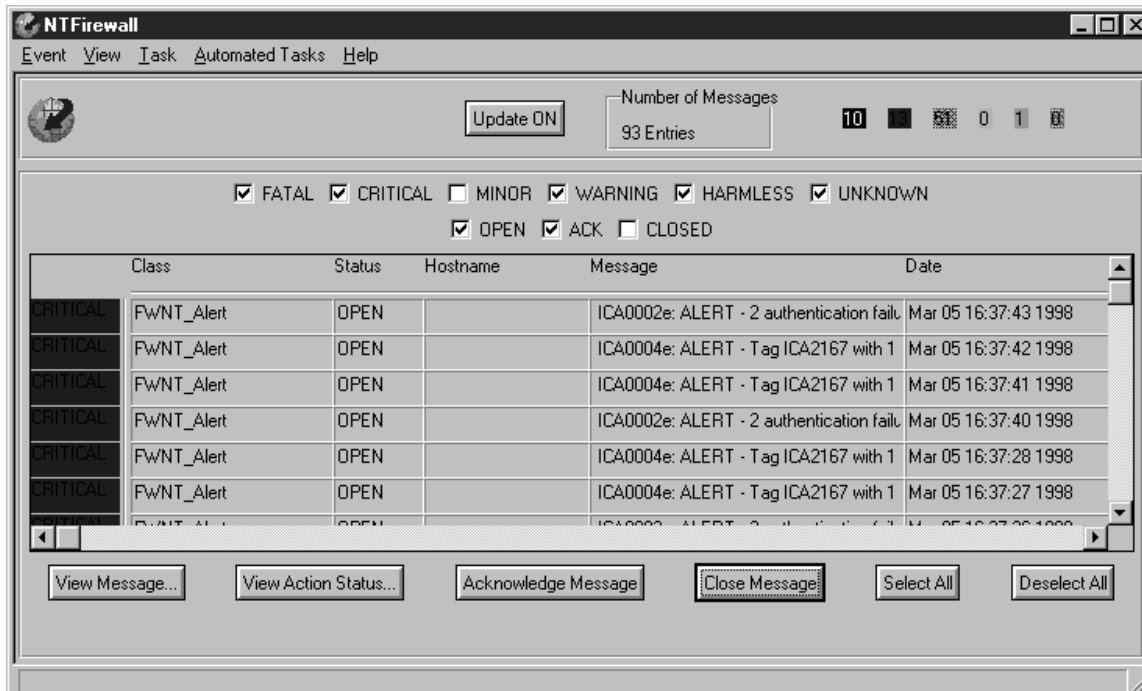 NTFirewall
Event View Task Automated Tasks Help
Update ON
Number of Messages
93 Entries
10 13 0 1
FATAL CRITICAL MINOR WARNING HARMLESS UNKNOWN
OPEN ACK CLOSED
Class Status Hostname Message Date
CRITICAL FWNT_Alert OPEN ICA0002e: ALERT - 2 authentication failu Mar 05 16:37:43 1998
CRITICAL FWNT_Alert OPEN ICA0004e: ALERT - Tag ICA2167 with 1 Mar 05 16:37:42 1998
CRITICAL FWNT_Alert OPEN ICA0004e: ALERT - Tag ICA2167 with 1 Mar 05 16:37:41 1998
CRITICAL FWNT_Alert OPEN ICA0002e: ALERT - 2 authentication failu Mar 05 16:37:40 1998
CRITICAL FWNT_Alert OPEN ICA0004e: ALERT - Tag ICA2167 with 1 Mar 05 16:37:28 1998
CRITICAL FWNT_Alert OPEN ICA0004e: ALERT - Tag ICA2167 with 1 Mar 05 16:37:27 1998
View Message... View Action Status... Acknowledge Message Close Message Select All Deselect All